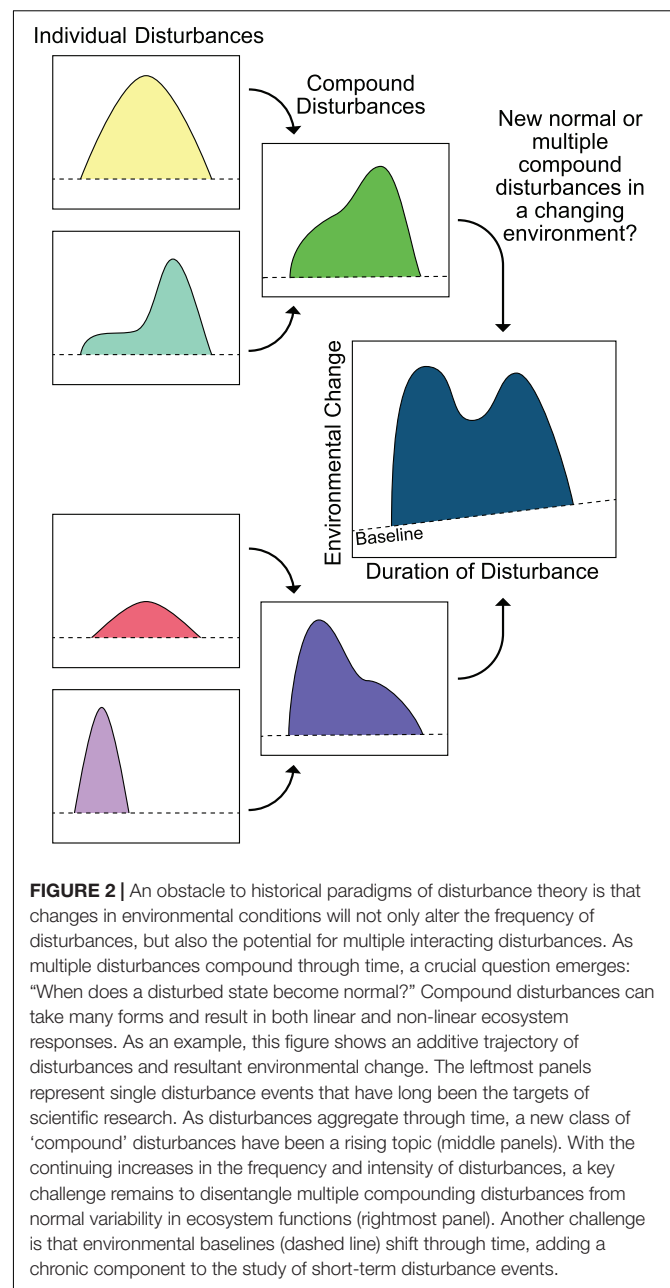 Individual Disturbances
Compound
Disturbances
New normal or
multiple
compound
disturbances in
a changing
environment?
Environmental Change
Baseline
Duration of Disturbance
FIGURE 2 | An obstacle to historical paradigms of disturbance theory is that
changes in environmental conditions will not only alter the frequency of
disturbances, but also the potential for multiple interacting disturbances. As
multiple disturbances compound through time, a crucial question emerges:
“When does a disturbed state become normal?” Compound disturbances can
take many forms and result in both linear and non-linear ecosystem
responses. As an example, this figure shows an additive trajectory of
disturbances and resultant environmental change. The leftmost panels
represent single disturbance events that have long been the targets of
scientific research. As disturbances aggregate through time, a new class of
‘compound’ disturbances have been a rising topic (middle panels). With the
continuing increases in the frequency and intensity of disturbances, a key
challenge remains to disentangle multiple compounding disturbances from
normal variability in ecosystem functions (rightmost panel). Another challenge
is that environmental baselines (dashed line) shift through time, adding a
chronic component to the study of short-term disturbance events.